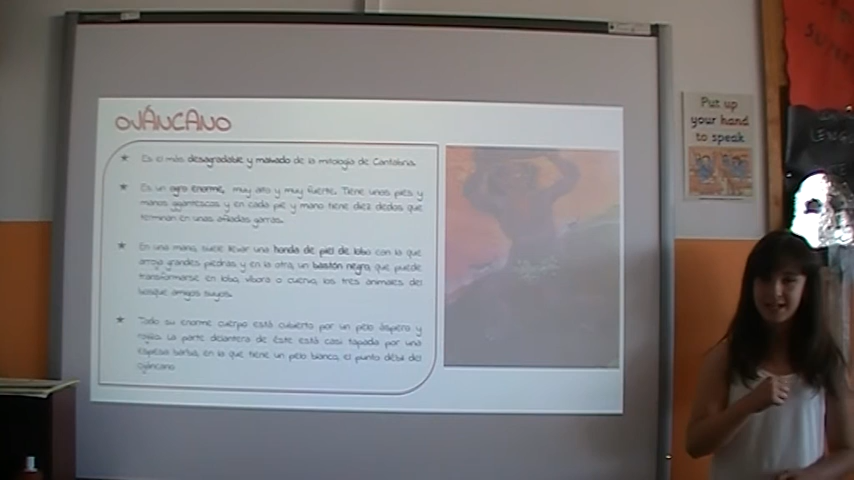 OJÁNCANO
Es el más desagradable y malvado de la mitología de Cantabria.
Es un ogro enorme, muy alto y muy fuerte. Tiene unos pies y
manos gigantescos y en cada pie y mano tiene diez dedos que
terminan en unas afiladas garras.
En una mano, suele llevar una honda de piel de lobo con la que
arroja grandes piedras y en la otra, un bastón negro, que puede
transformarse en lobo, víbora o cuervo, los tres animales del
bosque amigos suyos.
Todo su enorme cuerpo está cubierto por un pelo áspero y
rojizo. La parte delantera de éste está casi tapada por una
espesa barba, en la que tiene un pelo blanco, el punto débil del
ojáncano
Put up
your hand
to speak